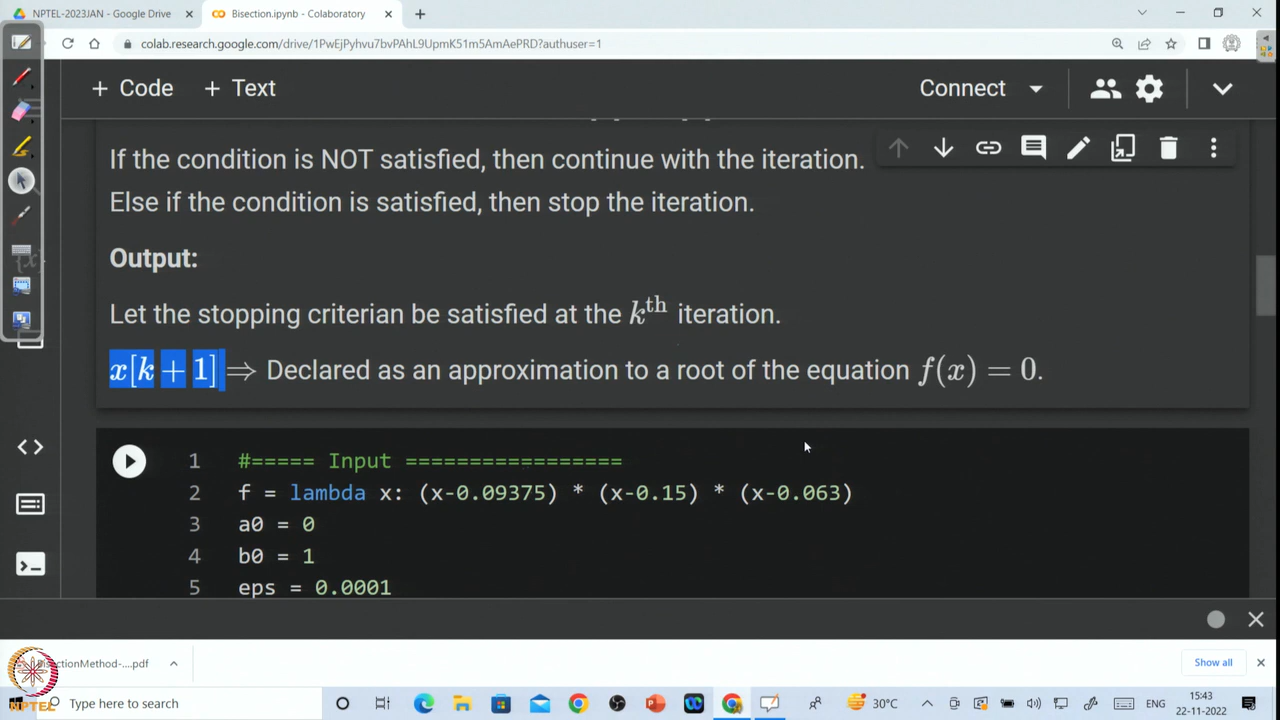 NPTEL-2023JAN - Google Drive
Bisection.ipynb - Colaboratory
colab.research.google.com/drive/1PwEjPyhvu7bvPAhL9UpmK51m5AmAePRD?authuser=1
+ Code + Text
Connect
If the condition is NOT satisfied, then continue with the iteration.
Else if the condition is satisfied, then stop the iteration.
Output:
Let the stopping criterian be satisfied at the kth iteration.
x[k + 1] ⇒ Declared as an approximation to a root of the equation f(x) = 0.
1 #===== Input =================
2 f = lambda x: (x-0.09375) * (x-0.15) * (x-0.063)
3 a0 = 0
4 b0 = 1
5 eps = 0.0001
isectionMethod-....pdf
Show all
NPTEL
Type here to search
30°C
ENG
15:43
22-11-2022